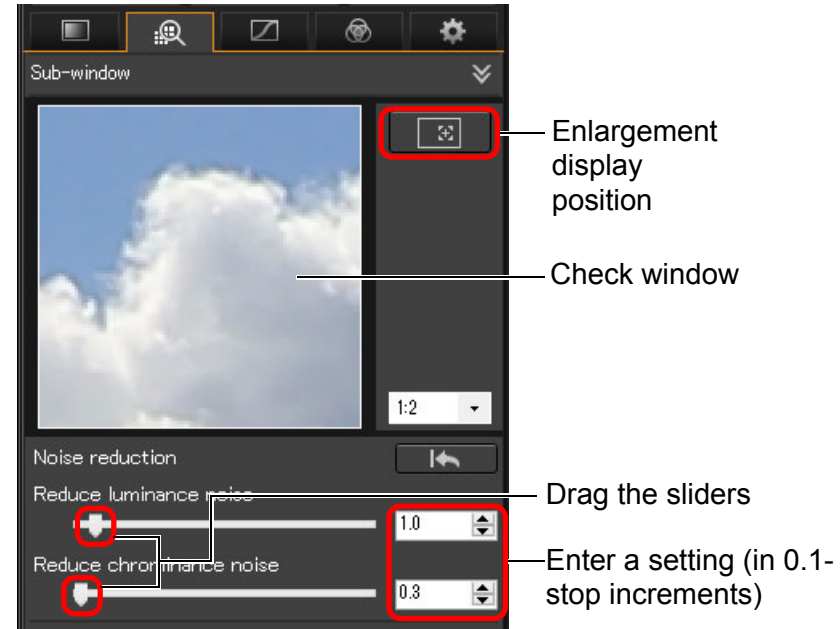 Sub-window
Enlargement
display
position
Check window
1:2
Noise reduction
Reduce luminance noise
Drag the sliders
1.0
Reduce chrominance noise
Enter a setting (in 0.1-
stop increments)
0.3